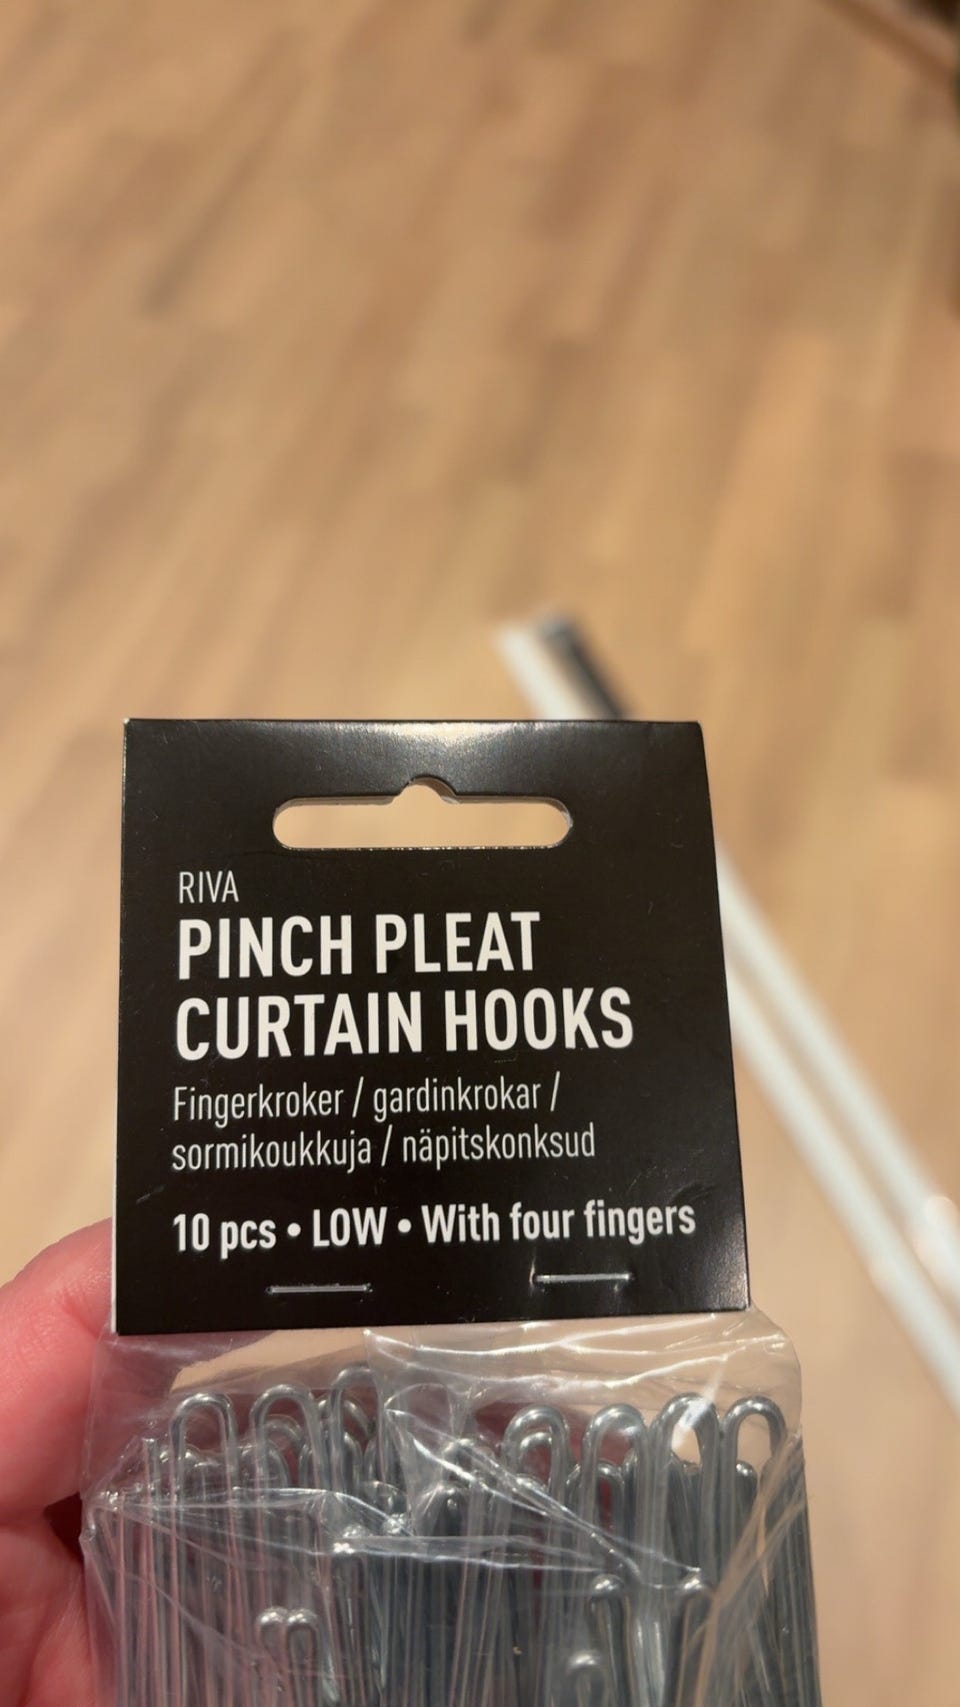 RIVA
PINCH PLEAT
CURTAIN HOOKS
Fingerkroker / gardinkrokar /
sormikoukkuja / näpitskonksud
10 pcs • LOW • With four fingers